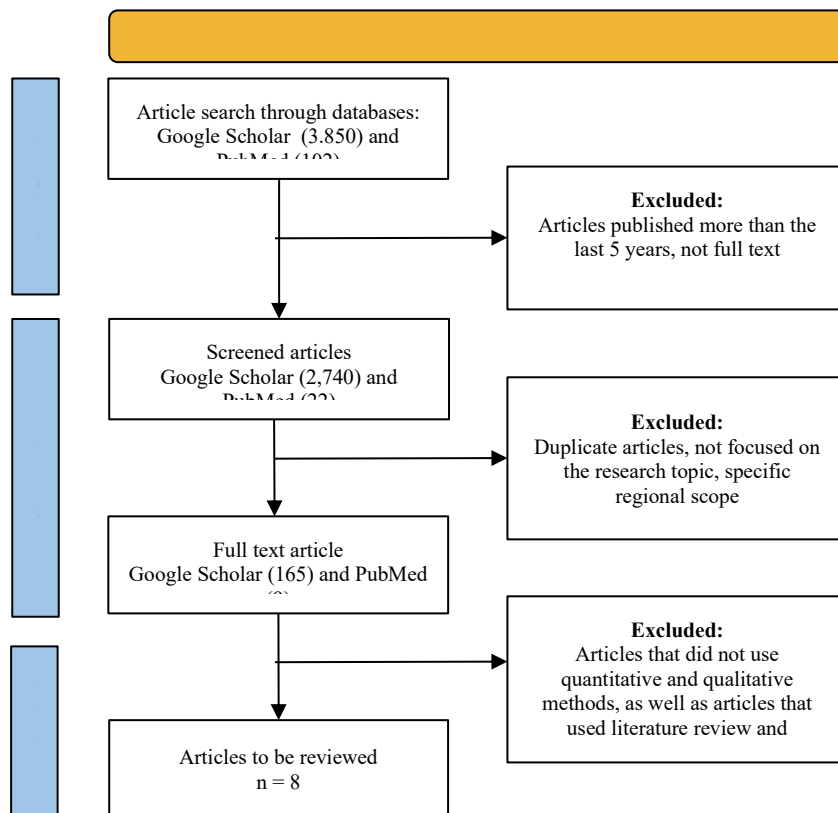 Article search through databases:
Google Scholar (3.850) and
Excluded:
Articles published more than the
last 5 years, not full text
Screened articles
Google Scholar (2,740) and
Excluded:
Duplicate articles, not focused on
the research topic, specific
regional scope
Full text article
Google Scholar (165) and PubMed
Excluded:
Articles that did not use
quantitative and qualitative
methods, as well as articles that
used literature review and
Articles to be reviewed
n = 8